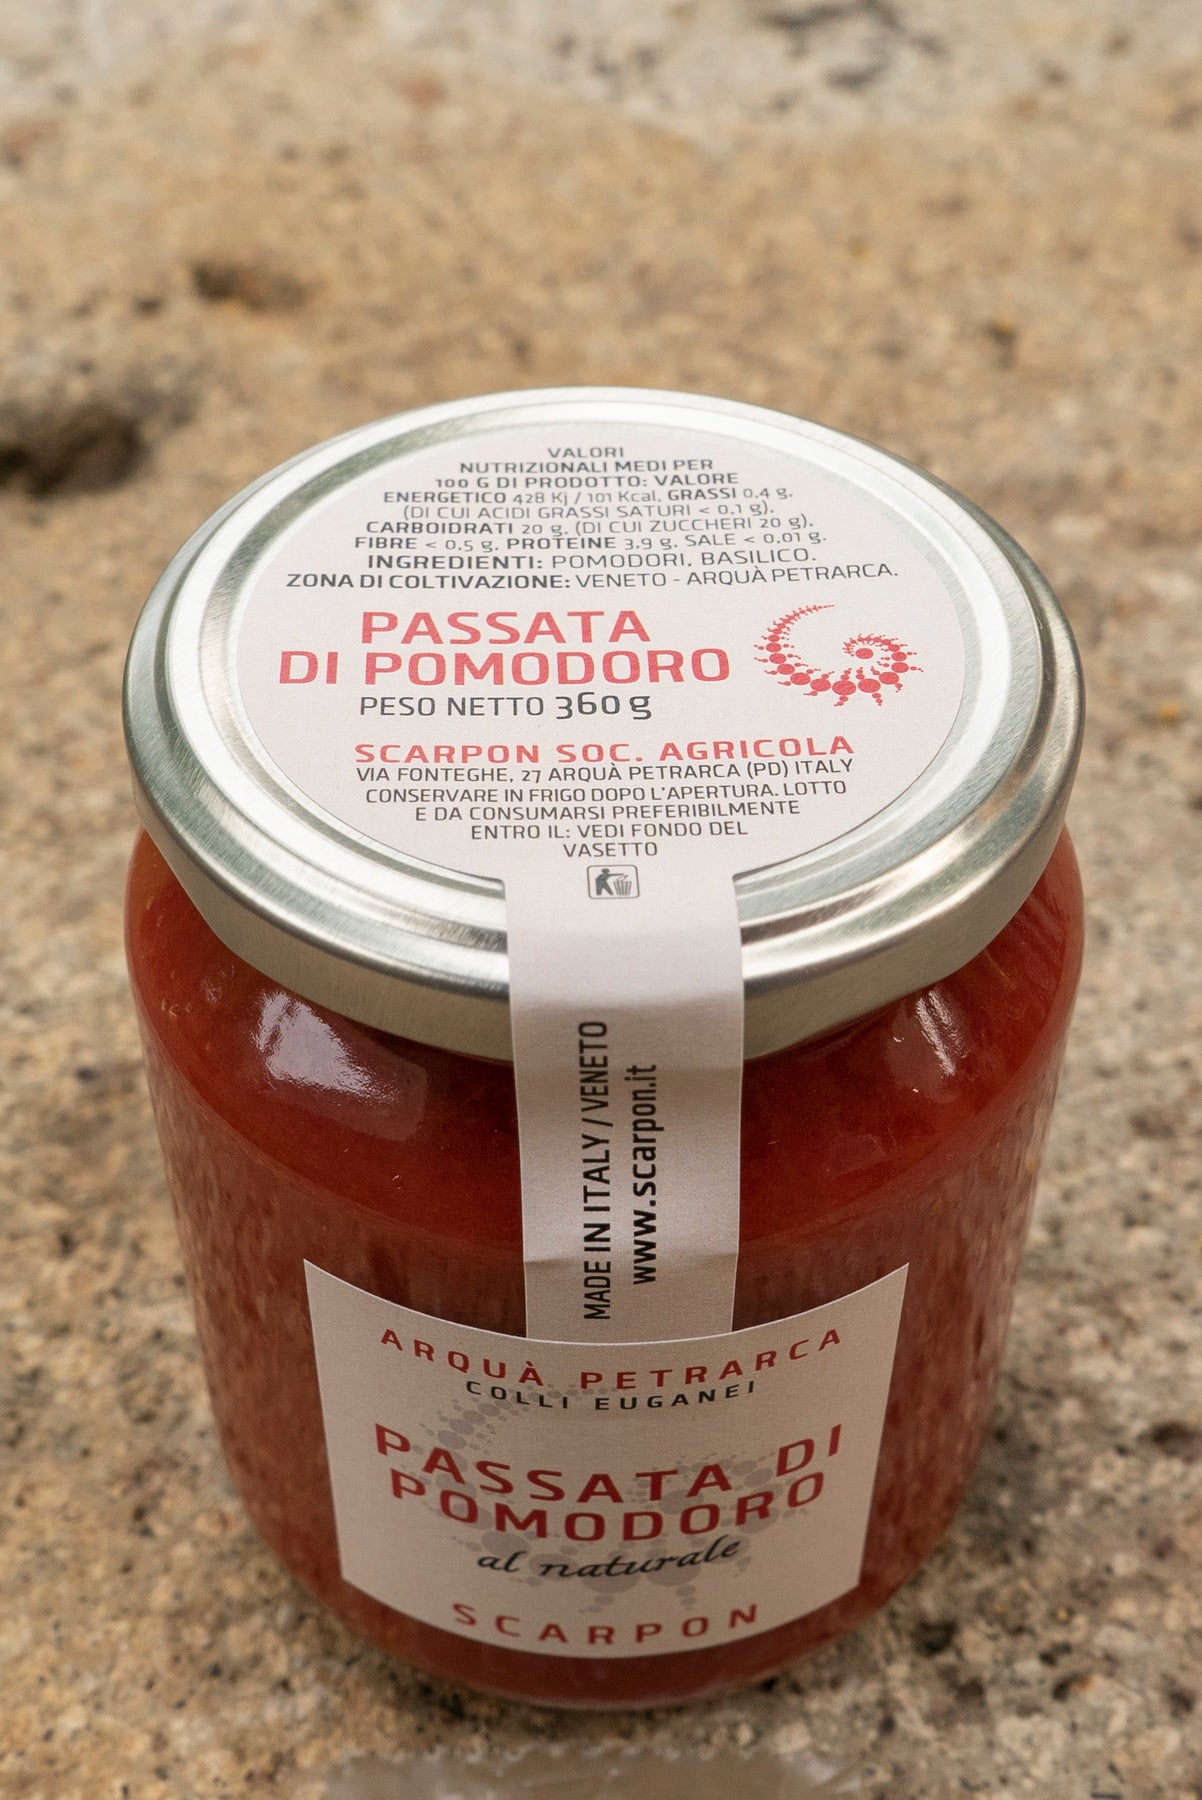 VALORI
NUTRIZIONALI MEDI PER
100 G DI PRODOTTO: VALORE
ENERGETICO 428 Kj / 101 Kcal, GRASSI 0,4 g.
(DI CUI ACIDI GRASSI SATURI < 0,1 g).
CARBOIDRATI 20 g. (DI CUI ZUCCHERI 20 g).
FIBRE < 0,5 g. PROTEINE 3,9 g. SALE < 0,01 g.
INGREDIENTI: POMODORI, BASILICO.
ZONA DI COLTIVAZIONE: VENETO - ARQUÀ PETRARCA.
PASSATA
DI POMODORO
PESO NETTO 360 g
SCARPON SOC. AGRICOLA
VIA FONTEGHE, 27 ARQUÀ PETRARCA (PD) ITALY
CONSERVARE IN FRIGO DOPO L'APERTURA. LOTTO
E DA CONSUMARSI PREFERIBILMENTE
ENTRO IL: VEDI FONDO DEL
VASETTO
MADE IN ITALY / VENETO
www.scarpon.it
ARQUÀ PETRARCA
COLLI EUGANEI
PASSATA DI
POMODORO
al naturale
SCARPON